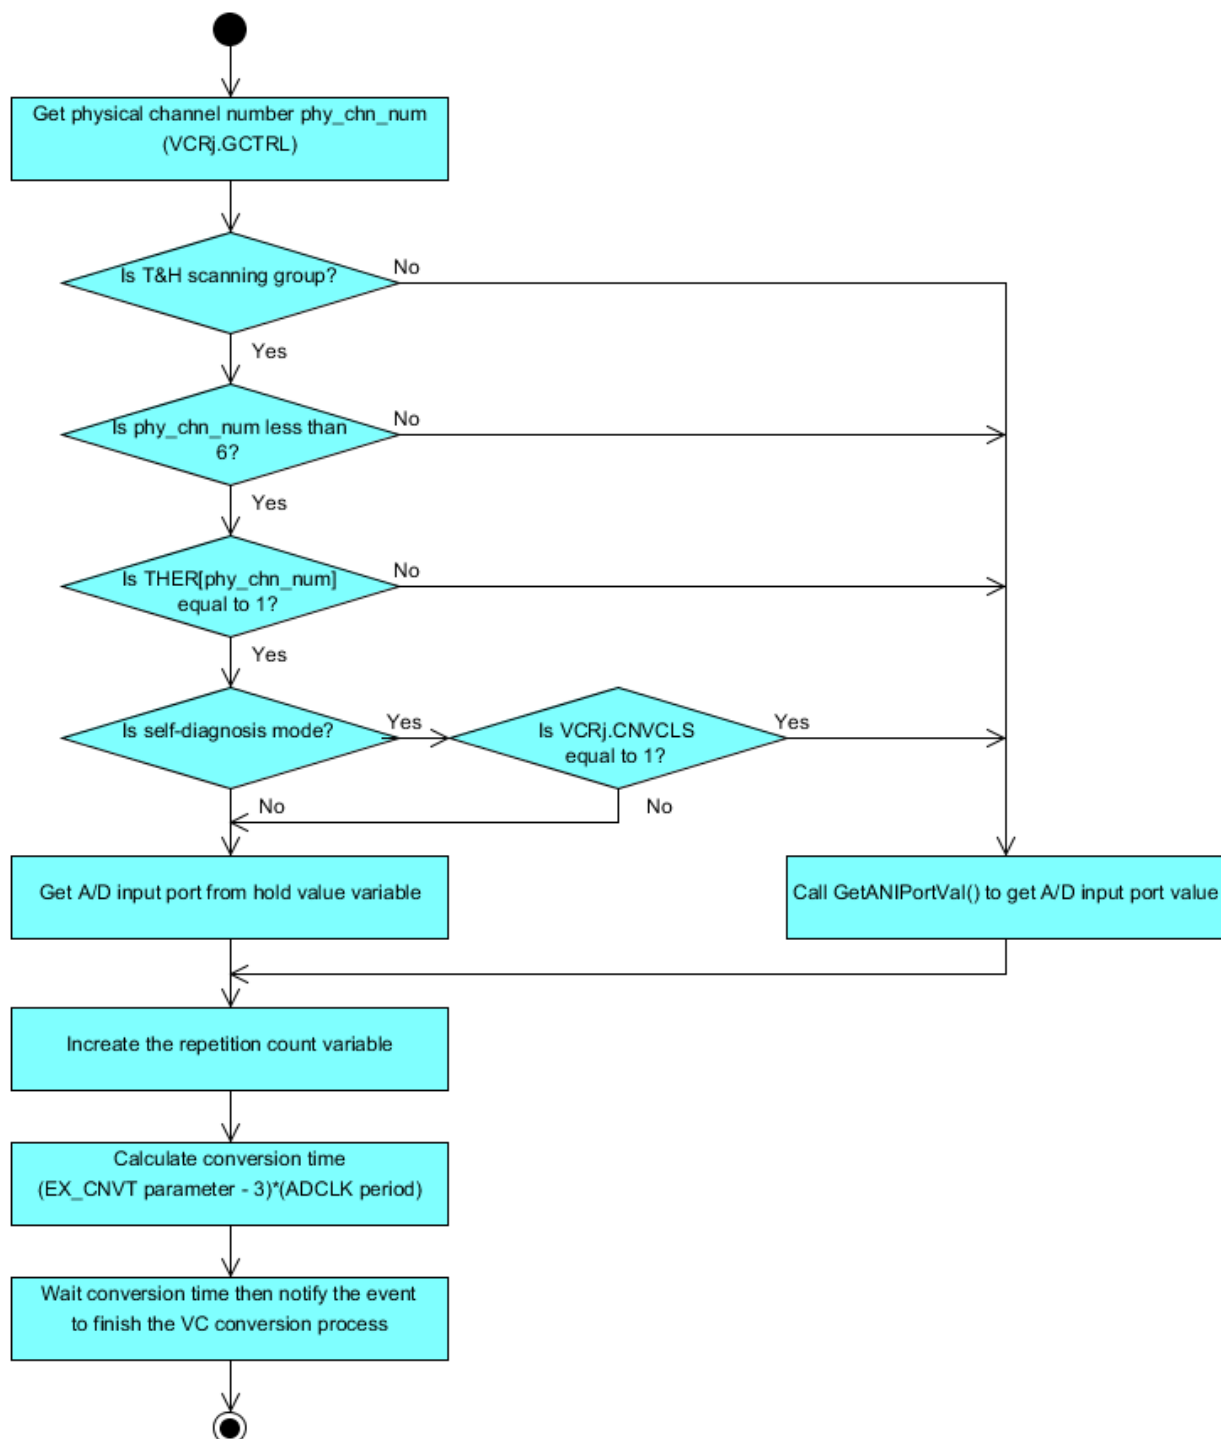 Get physical channel number phy_chn_num
(VCRj.GCTRL)
Is T&H scanning group?
No
Yes
Is phy_chn_num less than
6?
No
Yes
Is THER[phy_chn_num]
equal to 1?
No
Yes
Is self-diagnosis mode?
Yes
Is VCRj.CNVCLS
equal to 1?
Yes
No
No
Get A/D input port from hold value variable
Call GetANIPortVal() to get A/D input port value
Increate the repetition count variable
Calculate conversion time
(EX_CNVT parameter - 3)*(ADCLK period)
Wait conversion time then notify the event
to finish the VC conversion process